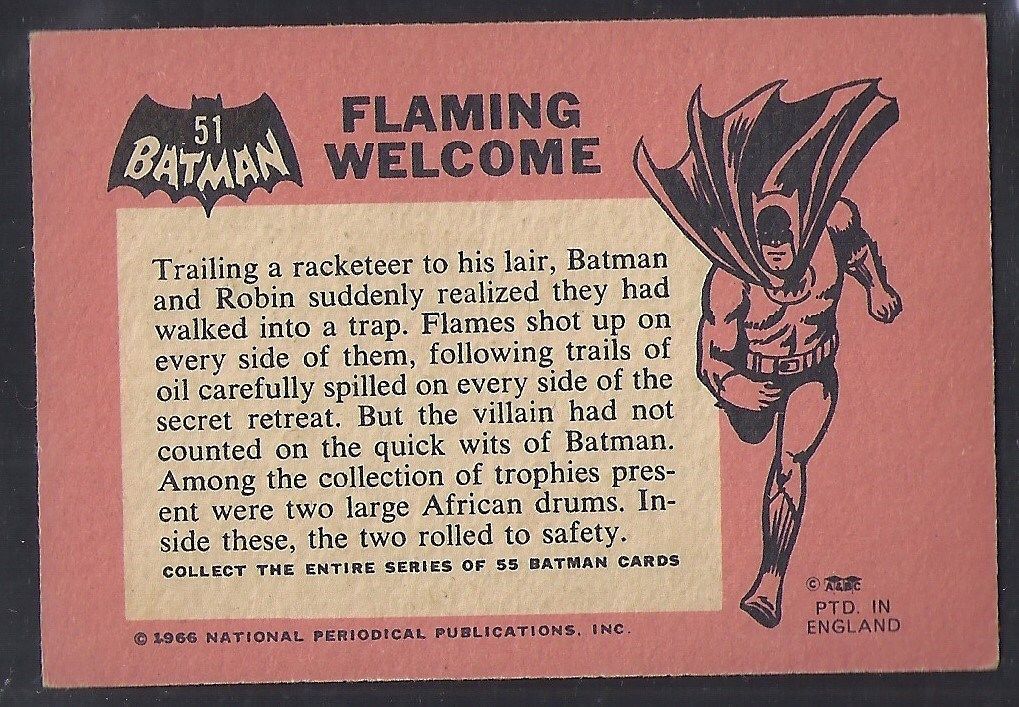 51
BATMAN
FLAMING
WELCOME
Trailing a racketeer to his lair, Batman
and Robin suddenly realized they had
walked into a trap. Flames shot up on
every side of them, following trails of
oil carefully spilled on every side of the
secret retreat. But the villain had not
counted on the quick wits of Batman.
Among the collection of trophies pres-
ent were two large African drums. In-
side these, the two rolled to safety.
COLLECT THE ENTIRE SERIES OF 55 BATMAN CARDS
© 1966 NATIONAL PERIODICAL PUBLICATIONS, INC.
© A&BC
PTD. IN
ENGLAND